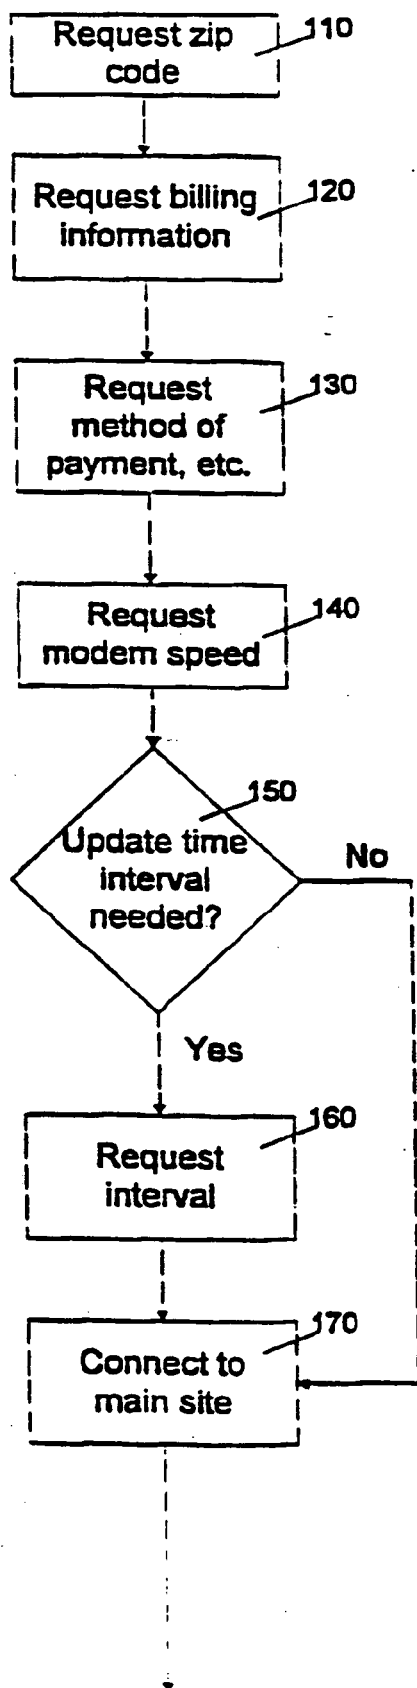 Request zip
code
110
Request billing
information
120
Request
method of
payment, etc.
130
Request
modem speed
140
Update time
interval
needed?
150
No
Yes
Request
interval
160
Connect to
main site
170